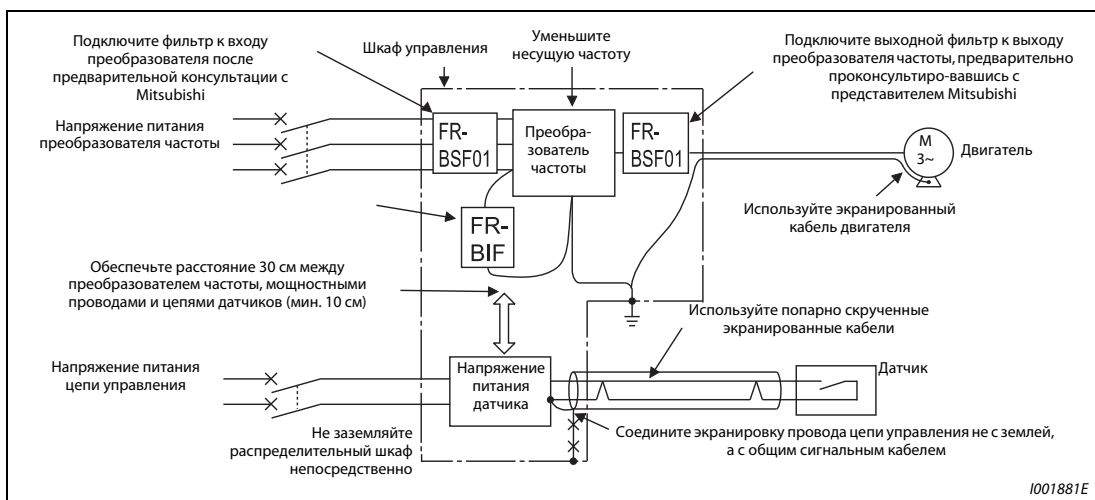 Подключите фильтр к входу
преобразователя после
предварительной консультации с
Mitsubishi
Шкаф управления
Уменьшите
несущую частоту
Подключите выходной фильтр к выходу
преобразователя частоты, предварительно
проконсультиро-вавшись с
представителем Mitsubishi
Напряжение питания
преобразователя частоты
FR-
BSF01
Преобра-
зователь
частоты
FR-
BSF01
M
3~
Двигатель
Используйте экранированный
кабель двигателя
FR-
BIF
Обеспечьте расстояние 30 см между
преобразователем частоты, мощностными
проводами и цепями датчиков (мин. 10 см)
Используйте попарно скрученные
экранированные кабели
Напряжение питания
цепи управления
Напряжение
питания
датчика
Датчик
Не заземляйте
распределительный шкаф
непосредственно
Соедините экранировку провода цепи управления не с землей,
а с общим сигнальным кабелем
I001881E